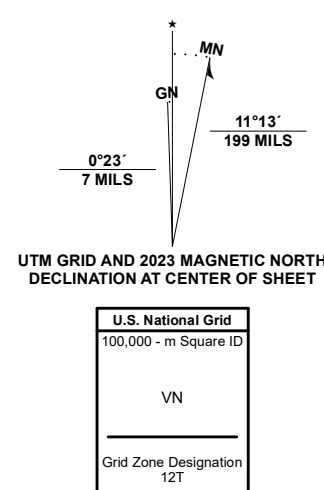 MN
GN
11°13´
199 MILS
0°23´
7 MILS
UTM GRID AND 2023 MAGNETIC NORTH
DECLINATION AT CENTER OF SHEET
U.S. National Grid
100,000 - m Square ID
VN
Grid Zone Designation
12T